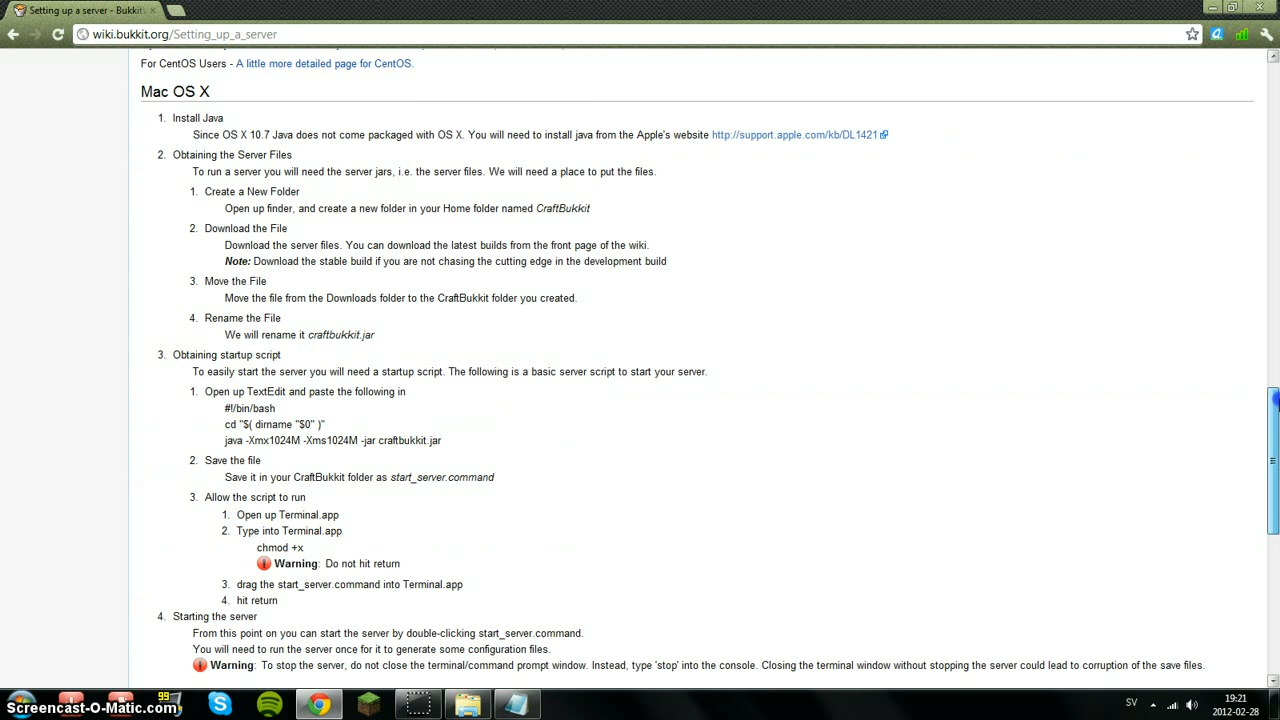 Setting up a server - Bukkit
wiki.bukkit.org/Setting_up_a_server
For CentOS Users - A little more detailed page for CentOS.
Mac OS X
1. Install Java
Since OS X 10.7 Java does not come packaged with OS X. You will need to install java from the Apple's website http://support.apple.com/kb/DL1421
2. Obtaining the Server Files
To run a server you will need the server jars, i.e. the server files. We will need a place to put the files.
1. Create a New Folder
Open up finder, and create a new folder in your Home folder named CraftBukkit
2. Download the File
Download the server files. You can download the latest builds from the front page of the wiki.
Note: Download the stable build if you are not chasing the cutting edge in the development build
3. Move the File
Move the file from the Downloads folder to the CraftBukkit folder you created.
4. Rename the File
We will rename it craftbukkit.jar
3. Obtaining startup script
To easily start the server you will need a startup script. The following is a basic server script to start your server.
1. Open up TextEdit and paste the following in
#!/bin/bash
cd "$( dirname "$0" )"
java -Xmx1024M -Xms1024M -jar craftbukkit.jar
2. Save the file
Save it in your CraftBukkit folder as start_server.command
3. Allow the script to run
1. Open up Terminal.app
2. Type into Terminal.app
chmod +x
Warning: Do not hit return
3. drag the start_server.command into Terminal.app
4. hit return
4. Starting the server
From this point on you can start the server by double-clicking start_server.command.
You will need to run the server once for it to generate some configuration files.
Warning: To stop the server, do not close the terminal/command prompt window. Instead, type 'stop' into the console. Closing the terminal window without stopping the server could lead to corruption of the save files.
99
SV
19:21
2012-02-28
Screencast-O-Matic.com